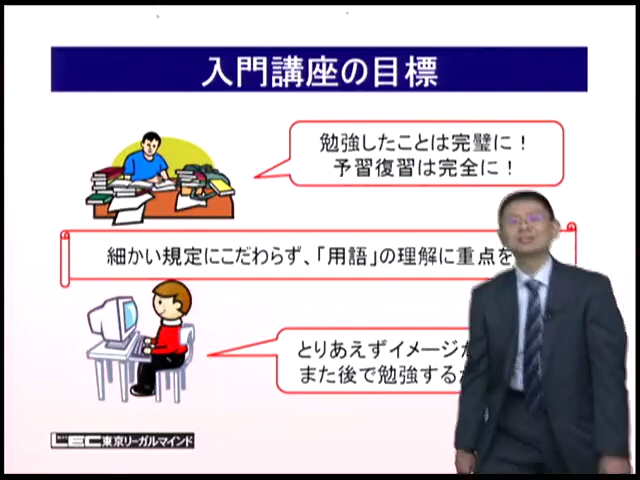 入門講座の目標
勉強したことは完璧に！
予習復習は完全に！
細かい規定にこだわらず、「用語」の理解に重点を
とりあえずイメージが
また後で勉強するか
LEC東京リーガルマインド